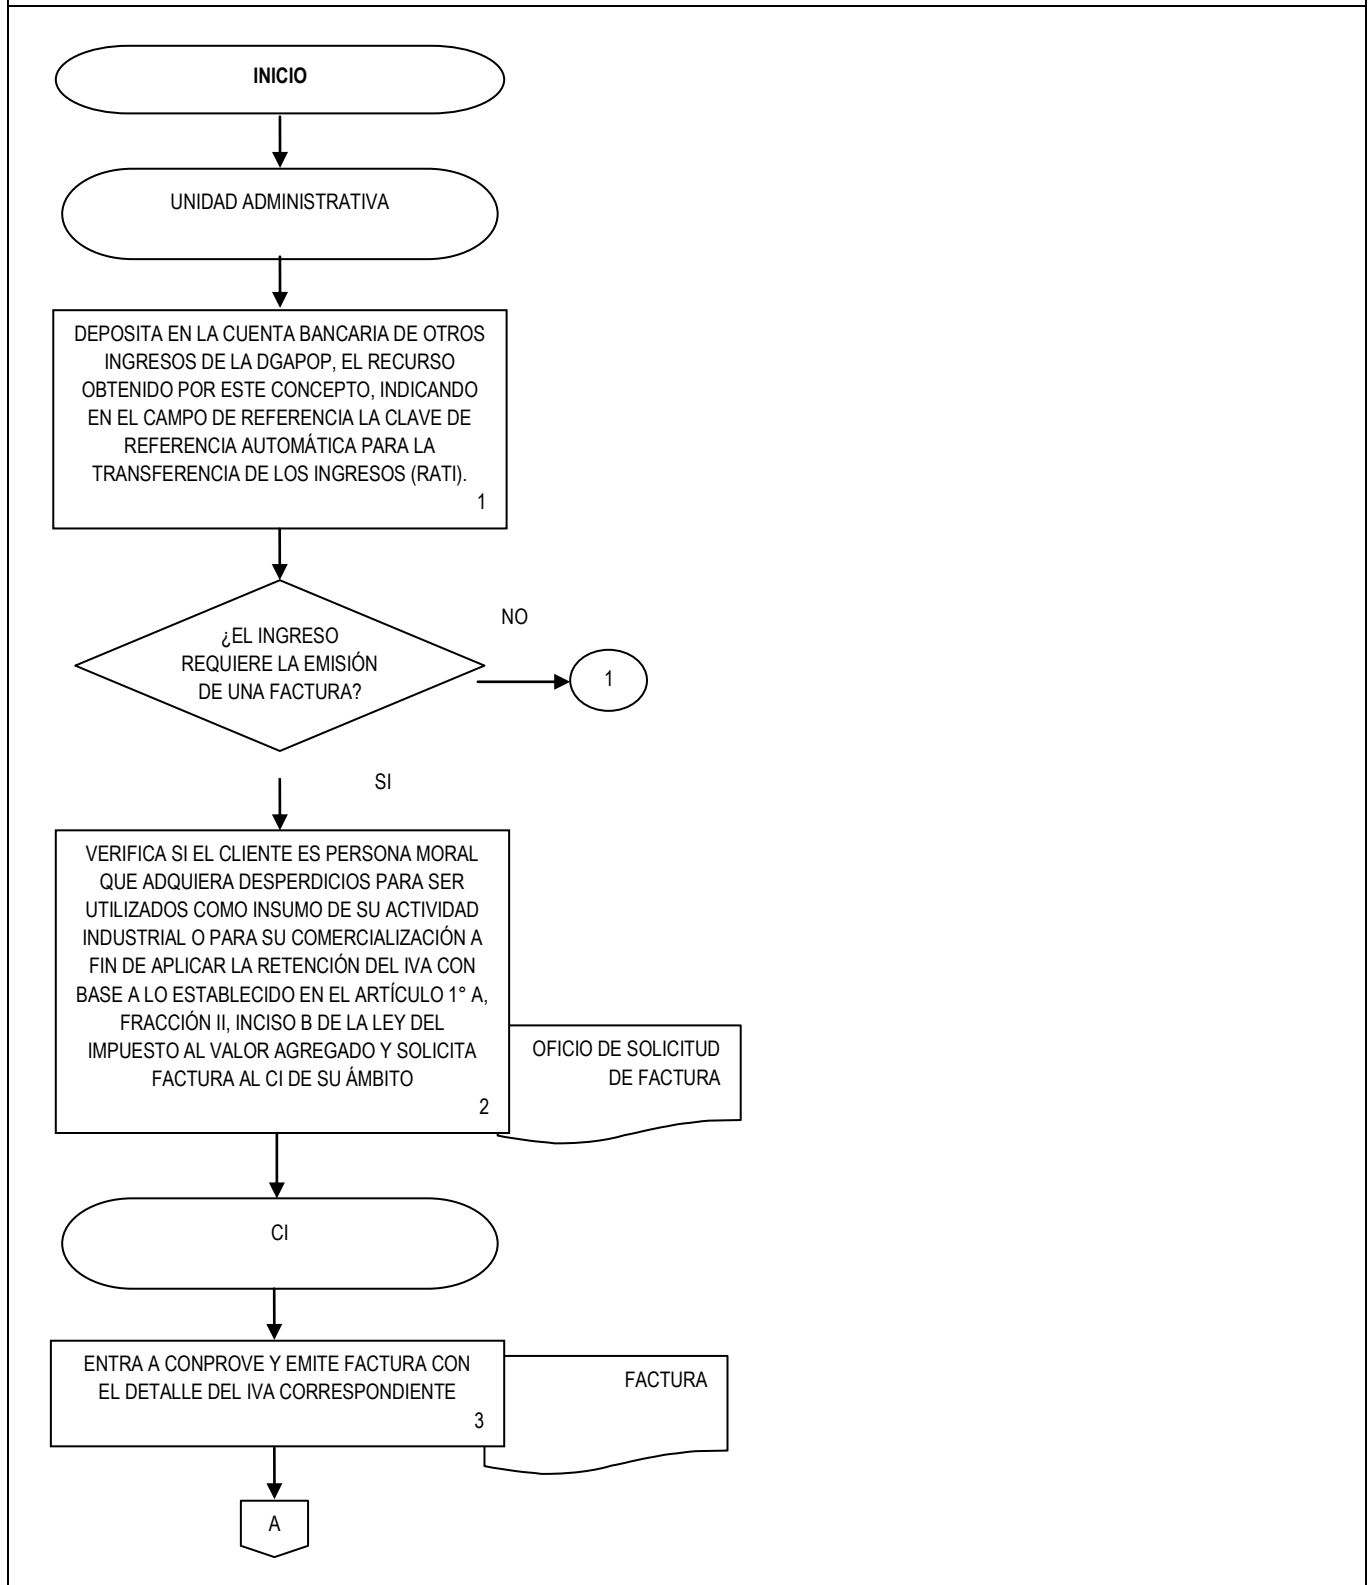 INICIO
UNIDAD ADMINISTRATIVA
DEPOSITA EN LA CUENTA BANCARIA DE OTROS
INGRESOS DE LA DGAPOP, EL RECURSO
OBTENIDO POR ESTE CONCEPTO, INDICANDO
EN EL CAMPO DE REFERENCIA LA CLAVE DE
REFERENCIA AUTOMÁTICA PARA LA
TRANSFERENCIA DE LOS INGRESOS (RATI).
1
¿EL INGRESO
REQUIERE LA EMISIÓN
DE UNA FACTURA?
NO
1
SI
VERIFICA SI EL CLIENTE ES PERSONA MORAL
QUE ADQUIERA DESPERDICIOS PARA SER
UTILIZADOS COMO INSUMO DE SU ACTIVIDAD
INDUSTRIAL O PARA SU COMERCIALIZACIÓN A
FIN DE APLICAR LA RETENCIÓN DEL IVA CON
BASE A LO ESTABLECIDO EN EL ARTÍCULO 1° A,
FRACCIÓN II, INCISO B DE LA LEY DEL
IMPUESTO AL VALOR AGREGADO Y SOLICITA
FACTURA AL CI DE SU ÁMBITO
2
OFICIO DE SOLICITUD
DE FACTURA
CI
ENTRA A CONPROVE Y EMITE FACTURA CON
EL DETALLE DEL IVA CORRESPONDIENTE
3
FACTURA
A